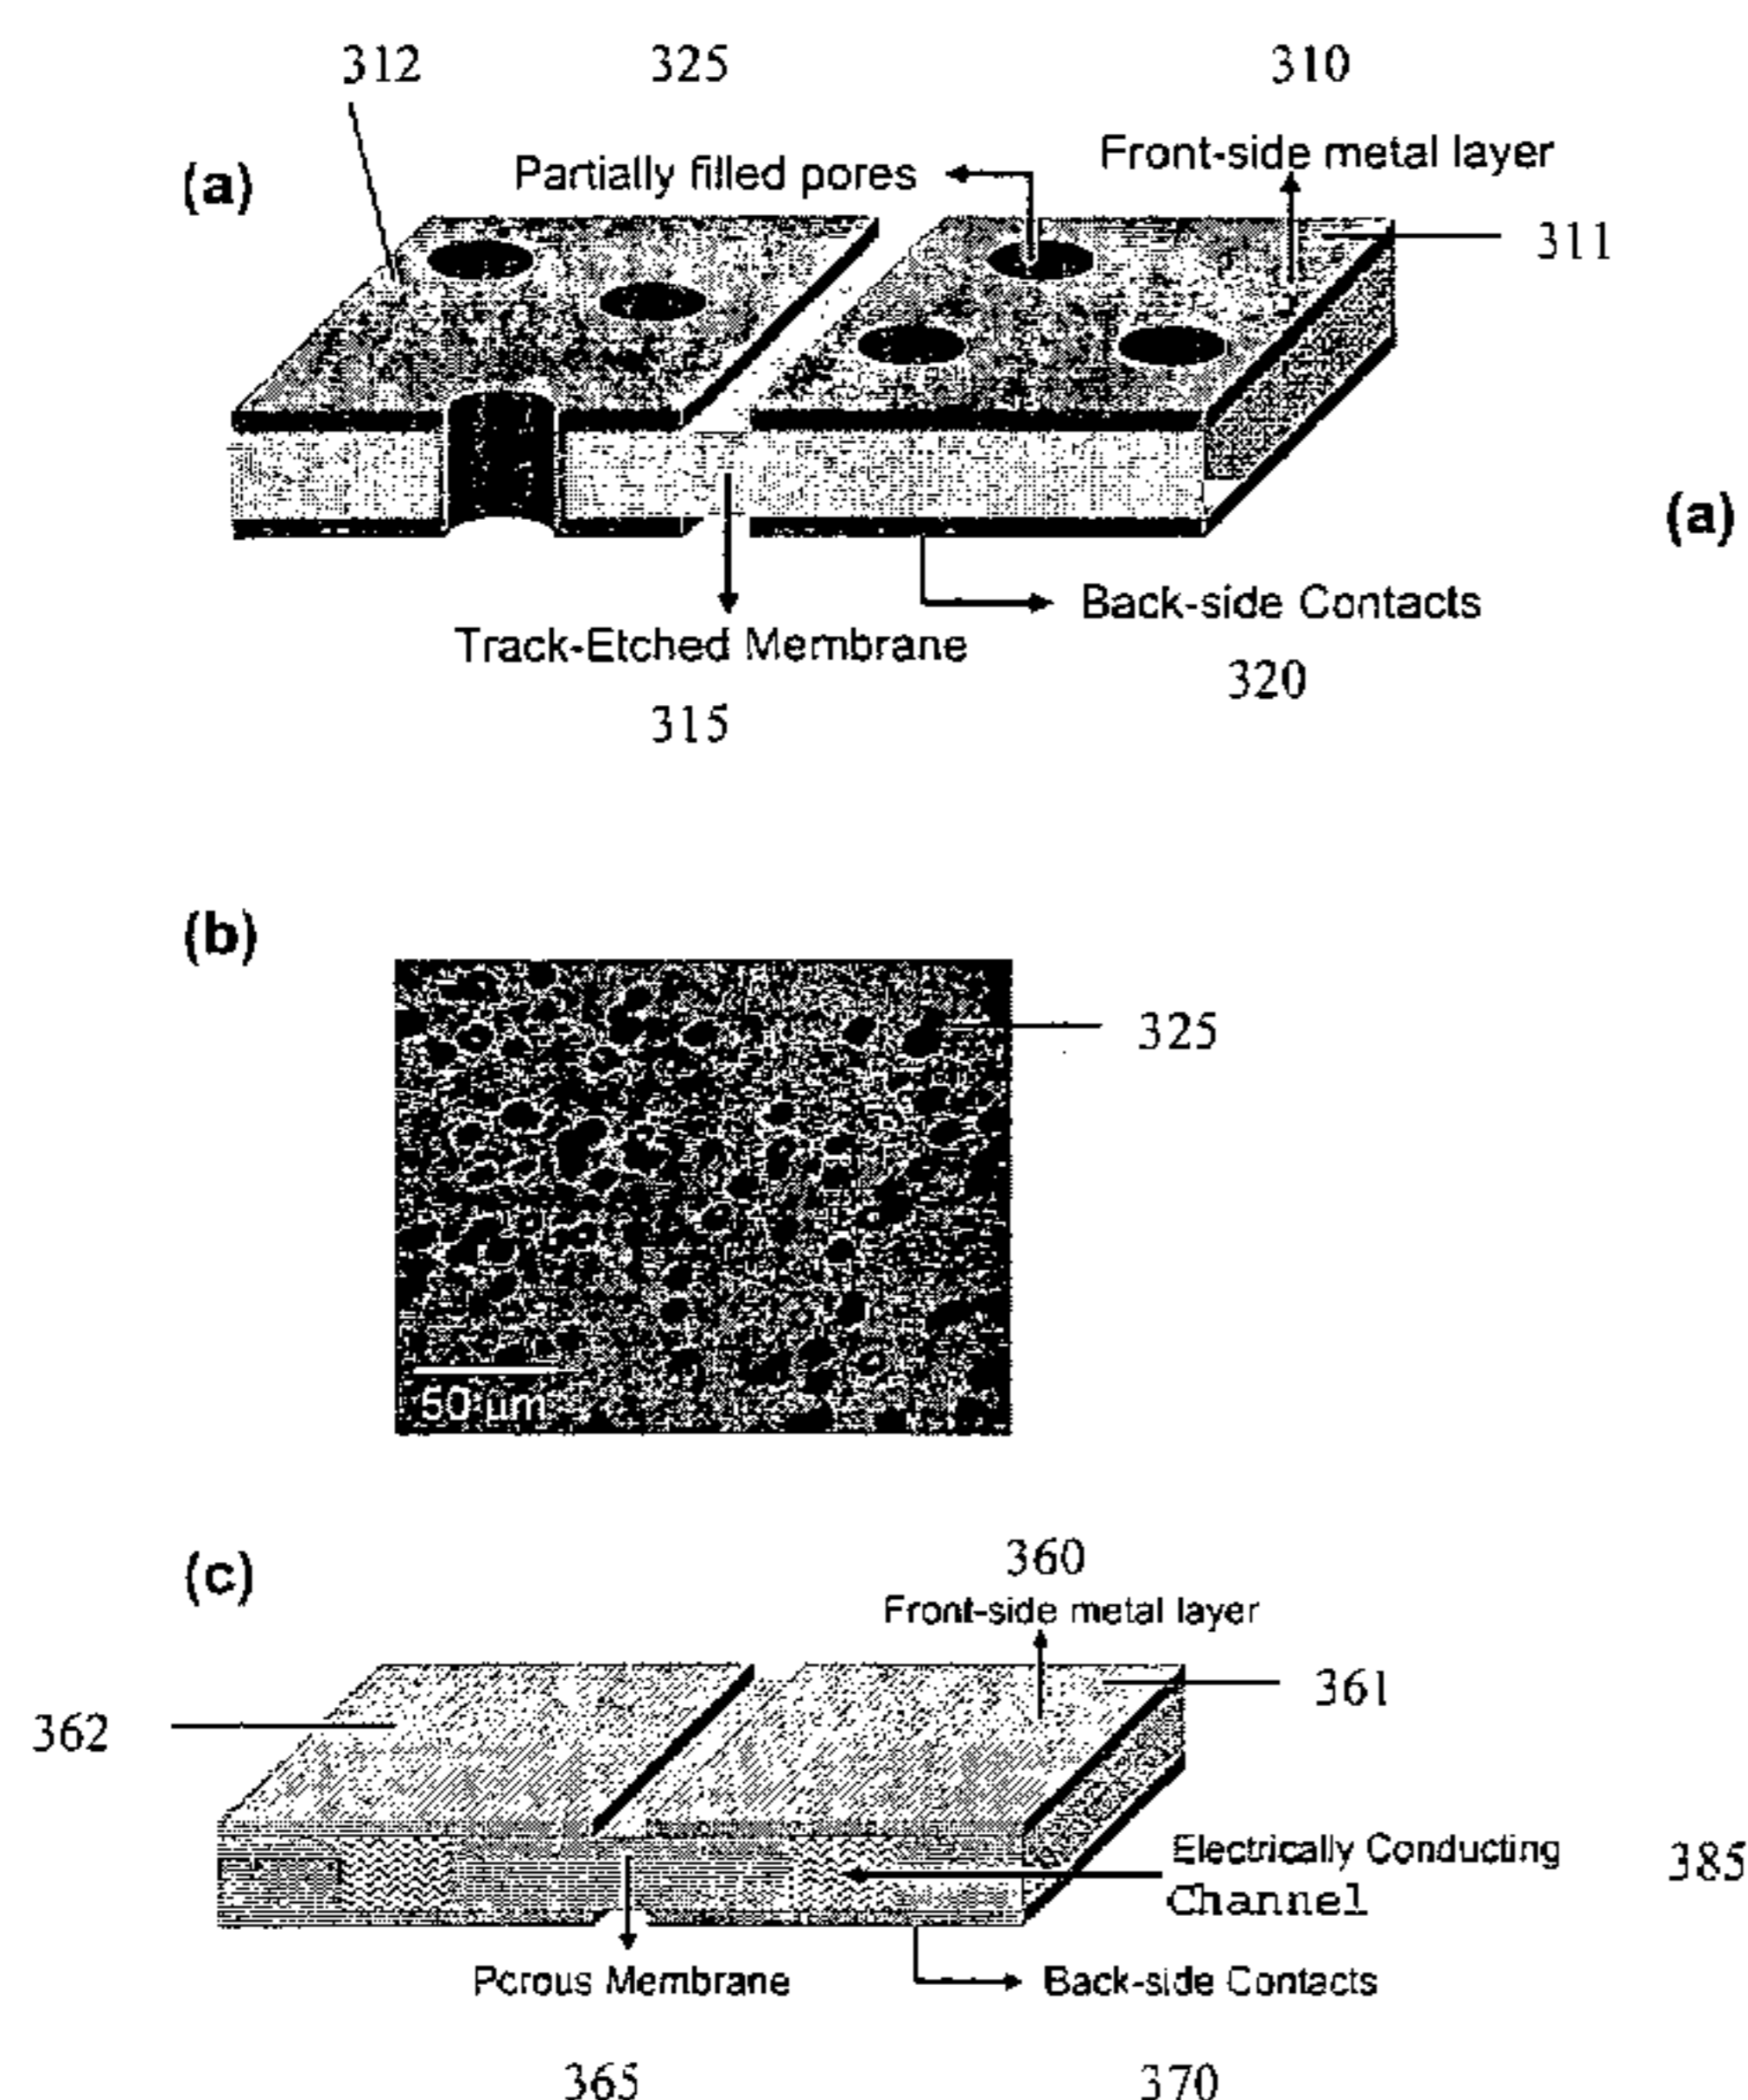 312 325 310
(a) Partially filled pores Front-side metal layer
311
(a)
Back-side Contacts
Track-Etched Membrane
320
315
(b)
325
50 µm
(c)
360
Front-side metal layer
361
362
Electrically Conducting 385
Channel
Porous Membrane Back-side Contacts
365 370